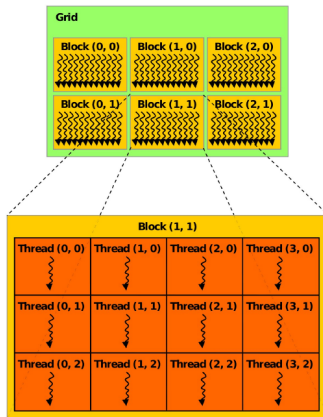 Grid
Block (0, 0) Block (1, 0) Block (2, 0)
Block (0, 1) Block (1, 1) Block (2, 1)
Block (1, 1)
Thread (0, 0) Thread (1, 0) Thread (2, 0) Thread (3, 0)
Thread (0, 1) Thread (1, 1) Thread (2, 1) Thread (3, 1)
Thread (0, 2) Thread (1, 2) Thread (2, 2) Thread (3, 2)